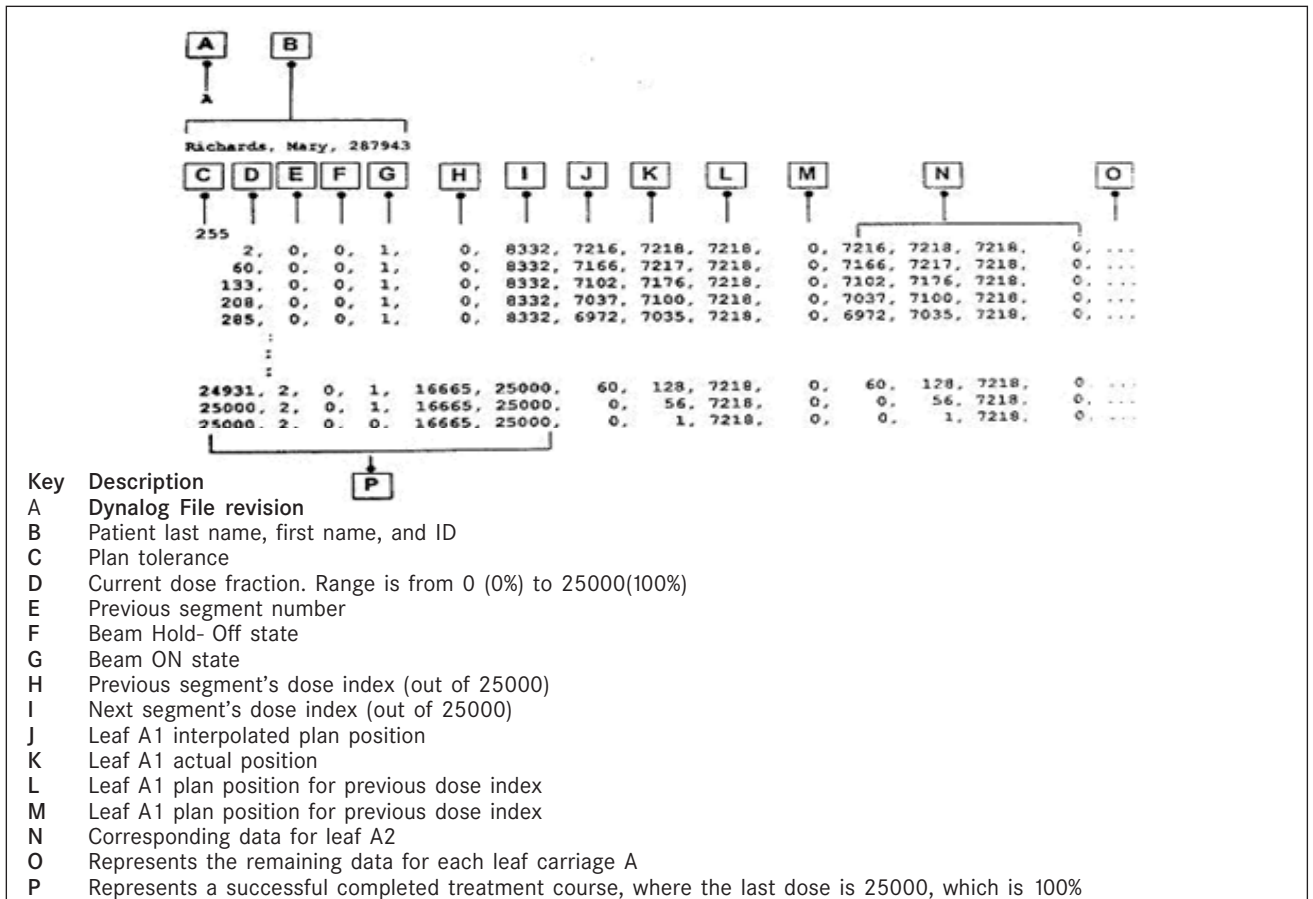 A B
A
Richards, Mary, 287943
C D E F G H I J K L M N O
255
2, 0, 0, 1, 0, 8332, 7216, 7218, 7218, 0, 7216, 7218, 7218, 0, ...
60, 0, 0, 1, 0, 8332, 7166, 7217, 7218, 0, 7166, 7217, 7218, 0, ...
133, 0, 0, 1, 0, 8332, 7102, 7176, 7218, 0, 7102, 7176, 7218, 0, ...
208, 0, 0, 1, 0, 8332, 7037, 7100, 7218, 0, 7037, 7100, 7218, 0, ...
285, 0, 0, 1, 0, 8332, 6972, 7035, 7218, 0, 6972, 7035, 7218, 0, ...
:
:
:
24931, 2, 0, 1, 16665, 25000, 60, 128, 7218, 0, 60, 128, 7218, 0. ...
25000, 2, 0, 1, 16665, 25000, 0, 56, 7218, 0, 0, 56, 7218, 0. ...
25000, 2, 0, 0, 16665, 25000, 0, 1, 7218, 0, 0, 1, 7218, 0. ...
P
Key Description
A Dynalog File revision
B Patient last name, first name, and ID
C Plan tolerance
D Current dose fraction. Range is from 0 (0%) to 25000(100%)
E Previous segment number
F Beam Hold- Off state
G Beam ON state
H Previous segment's dose index (out of 25000)
I Next segment's dose index (out of 25000)
J Leaf A1 interpolated plan position
K Leaf A1 actual position
L Leaf A1 plan position for previous dose index
M Leaf A1 plan position for previous dose index
N Corresponding data for leaf A2
O Represents the remaining data for each leaf carriage A
P Represents a successful completed treatment course, where the last dose is 25000, which is 100%